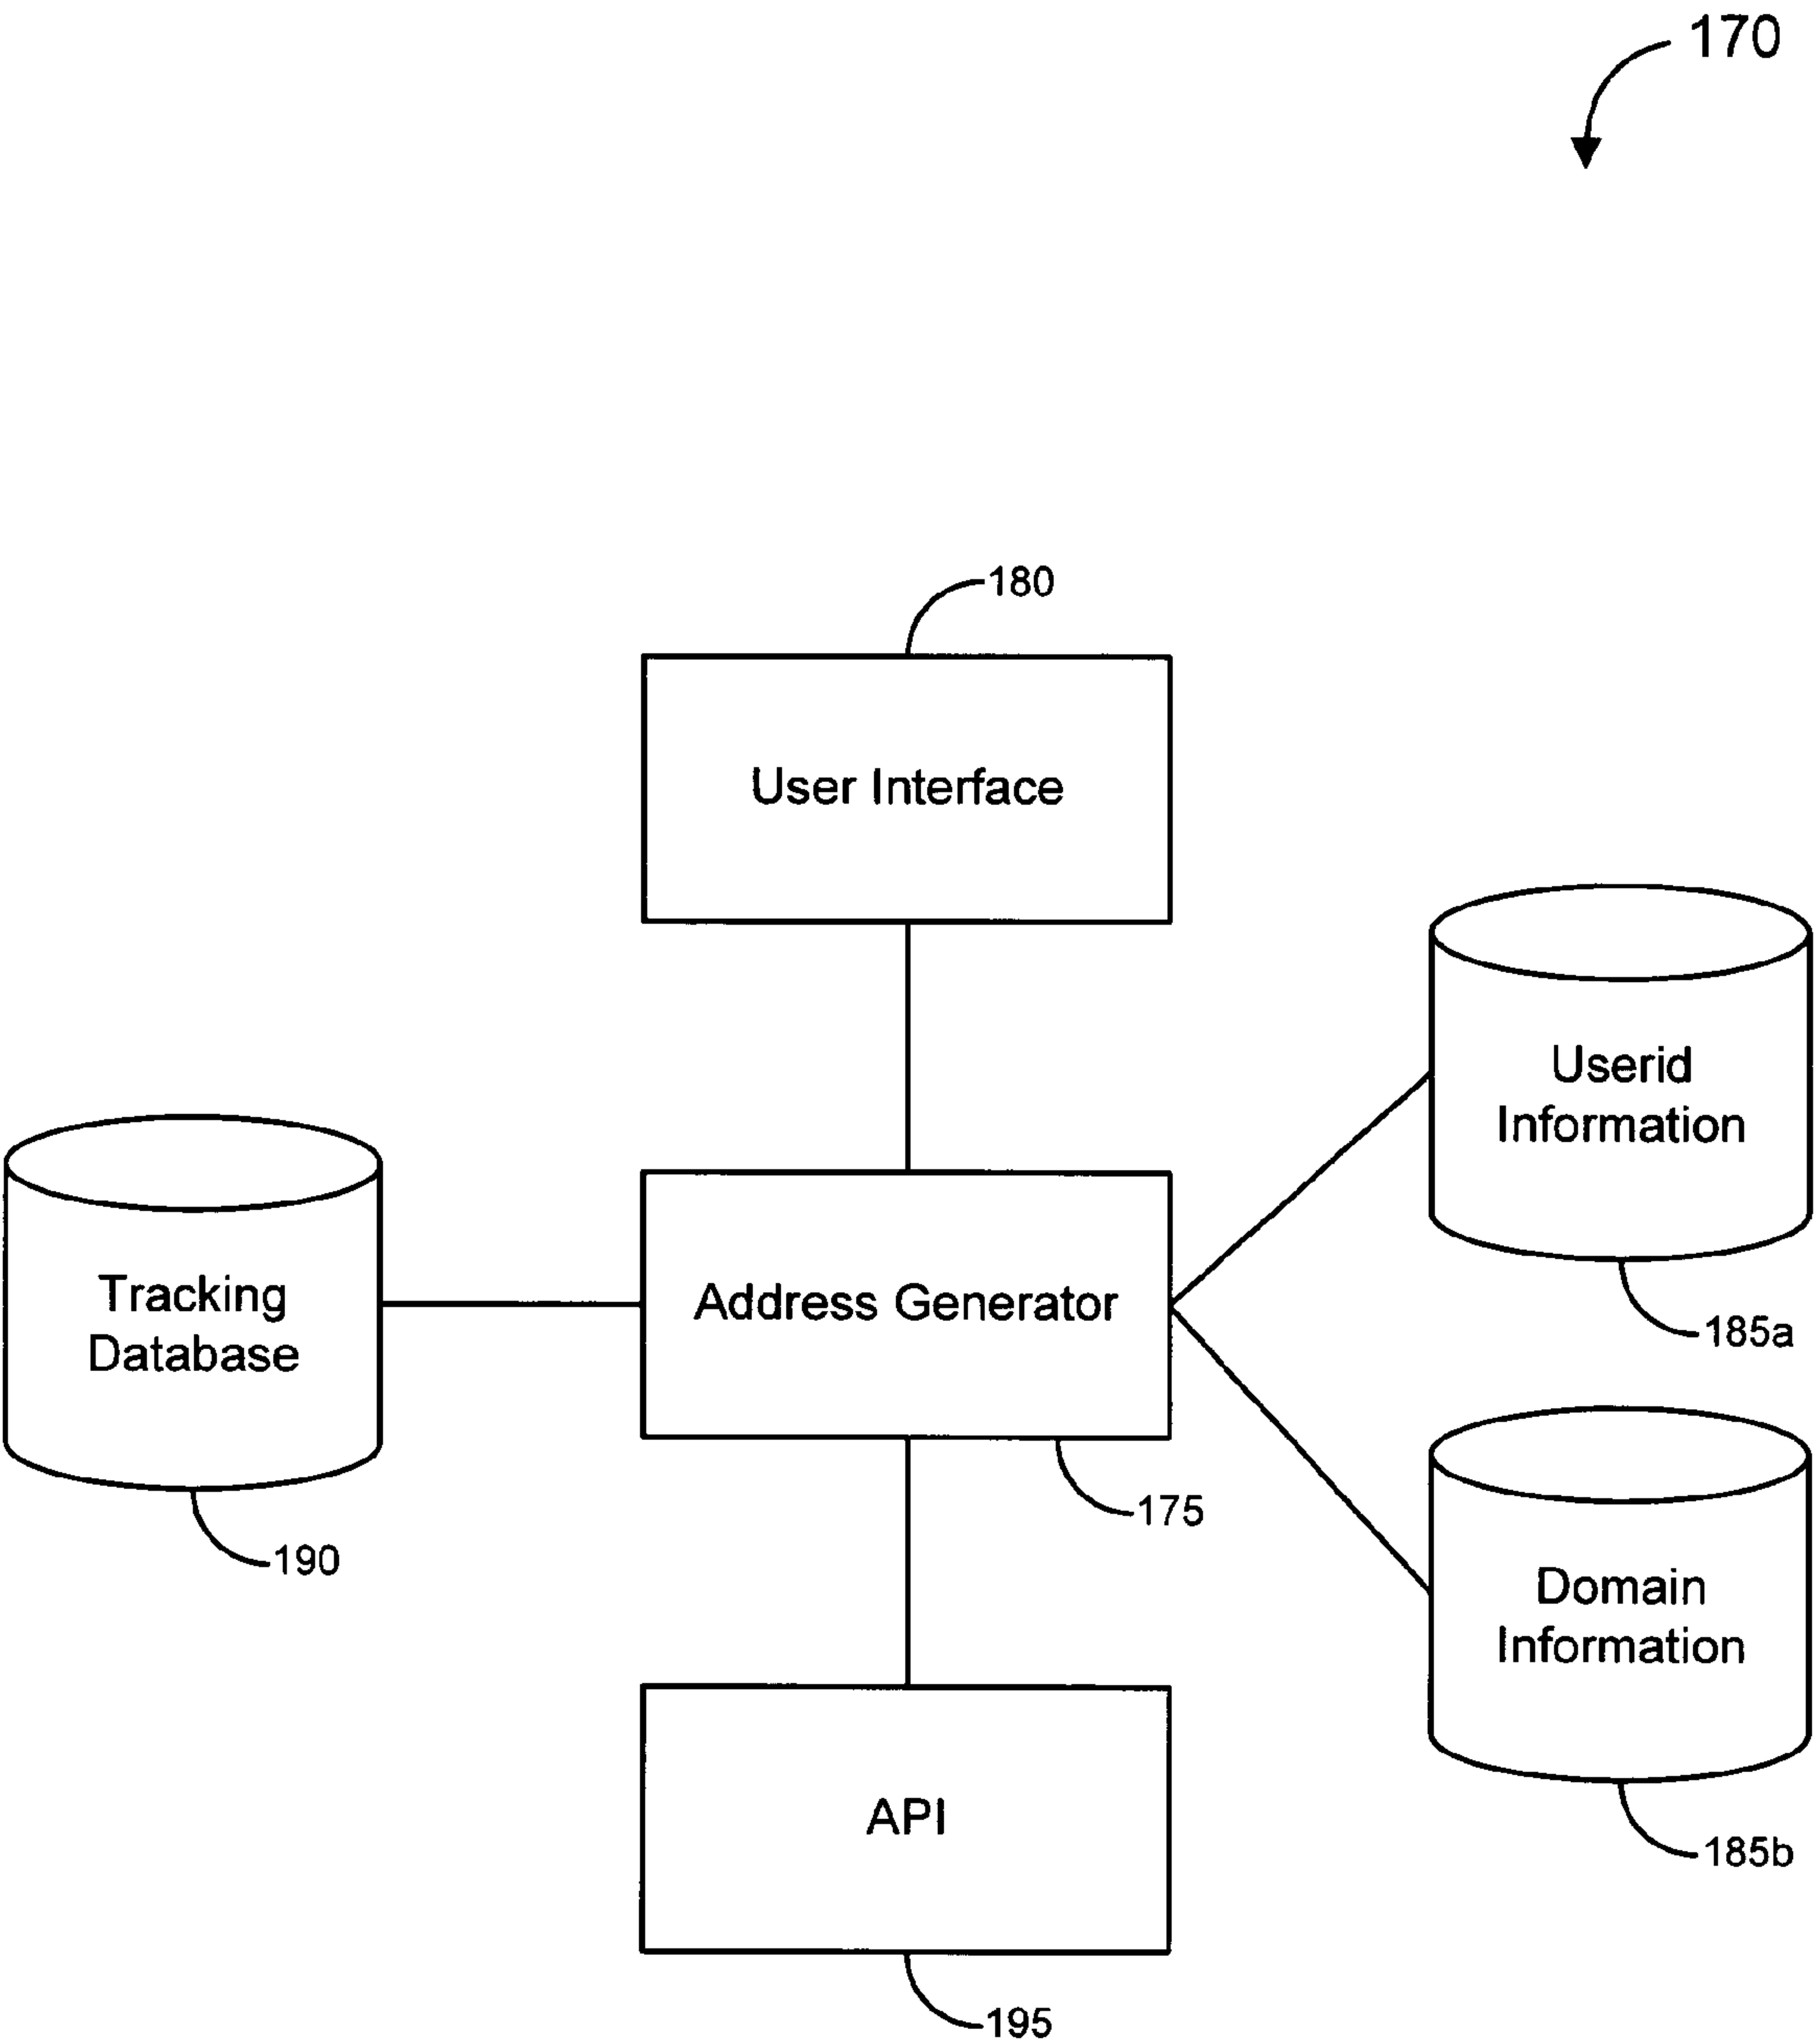 170
180
User Interface
Userid
Information
185a
Tracking
Database
190
Address Generator
175
Domain
Information
185b
API
195